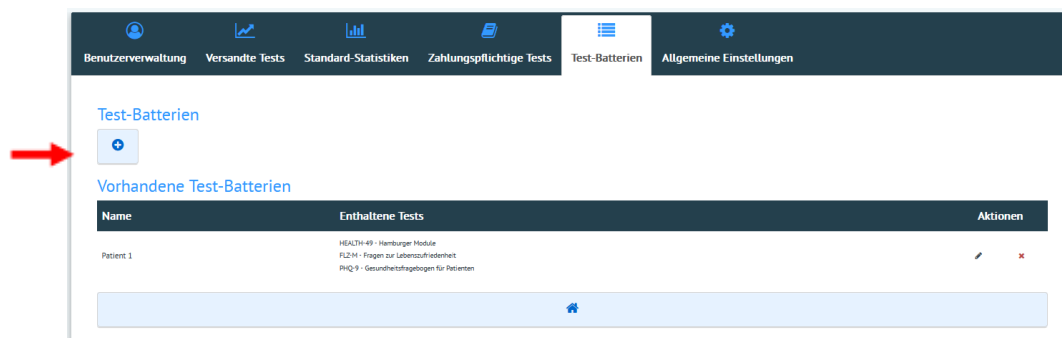 Benutzerverwaltung Versandte Tests Standard-Statistiken Zahlungspflichtige Tests Test-Batterien Allgemeine Einstellungen
Test-Batterien
Vorhandene Test-Batterien
Name Enthaltene Tests Aktionen
HEALTH-49 - Hamburger Module
Patient 1 FLZ-M - Fragen zur Lebenszufriedenheit
PHQ-9 - Gesundheitsfragebogen für Patienten